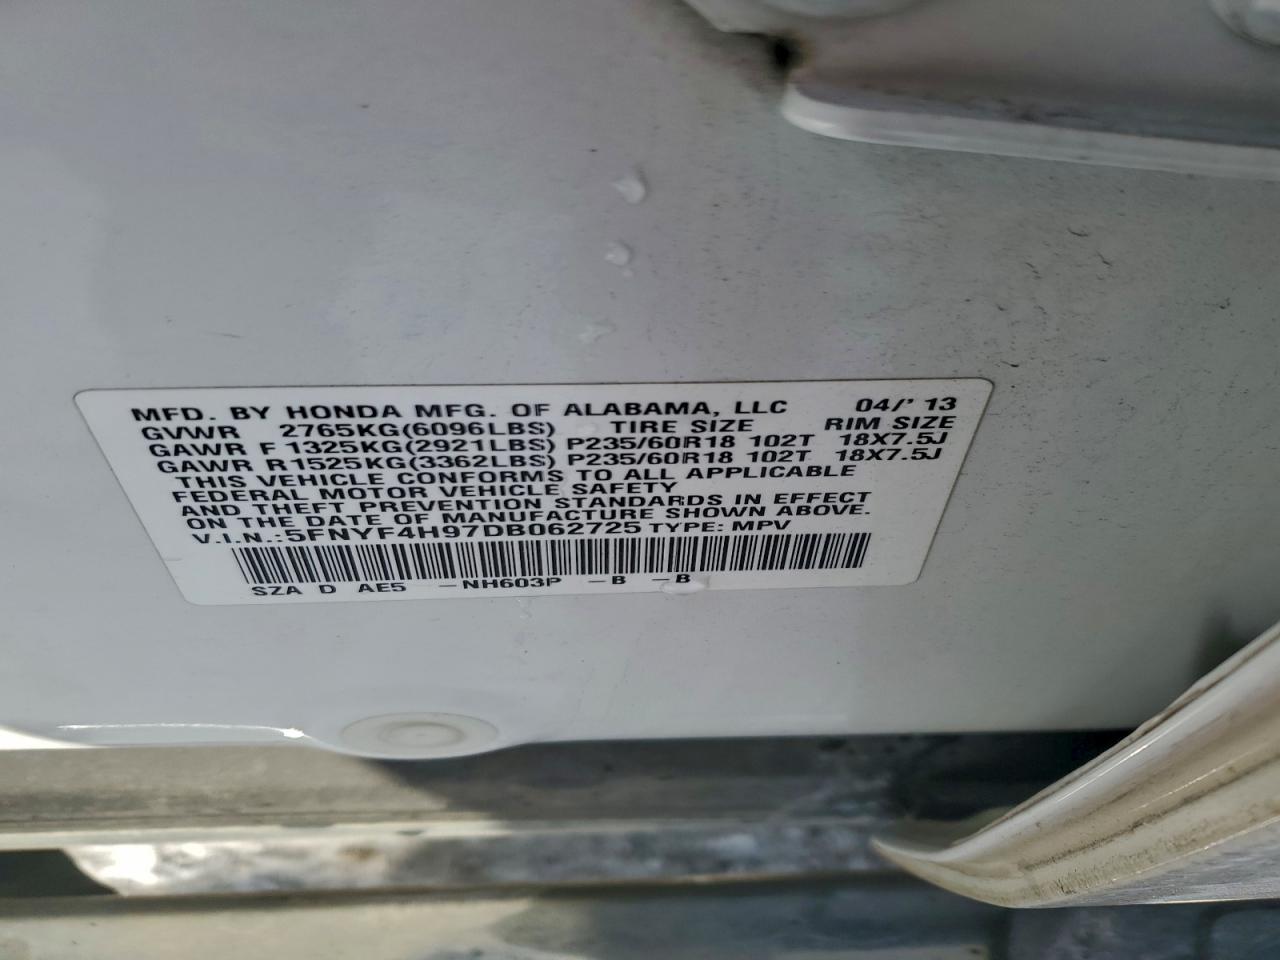 MFD. BY HONDA MFG. OF ALABAMA, LLC 04/'13
GVWR 2765KG(6096LBS) TIRE SIZE RIM SIZE
GAWR F 1325KG(2921LBS) P235/60R18 102T 18X7.5J
GAWR R1525KG(3362LBS) P235/60R18 102T 18X7.5J
THIS VEHICLE CONFORMS TO ALL APPLICABLE
FEDERAL MOTOR VEHICLE SAFETY
AND THEFT PREVENTION STANDARDS IN EFFECT
ON THE DATE OF MANUFACTURE SHOWN ABOVE.
V.I.N.:5FNYF4H97DB062725 TYPE: MPV
SZA D AE5 -NH603P -B -B